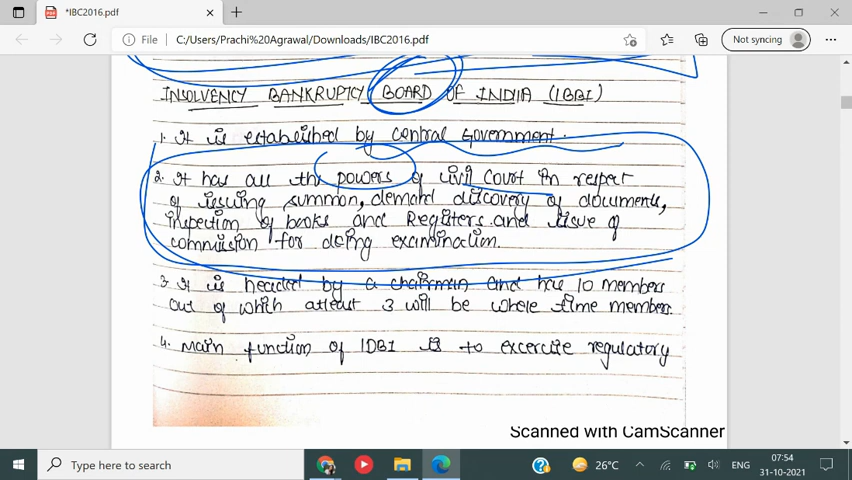 *IBC2016.pdf
File
C:/Users/Prachi%20Agrawal/Downloads/IBC2016.pdf
Not syncing
INSOLVENCY BANKRUPTCY BOARD OF INDIA (IBBI)
1. It is established by central Government.
2. It has all the powers of civil Court in respect
of issuing summon, demand discovery of documents,
inspection of books and Registers and issue of
commission for doing examination.
3. It is headed by a chairman and has 10 members
out of which atleast 3 will be whole time members.
4. Main function of IDBI is to excercise regulatory
Scanned with CamScanner
Type here to search
26°C
ENG
07:54
31-10-2021